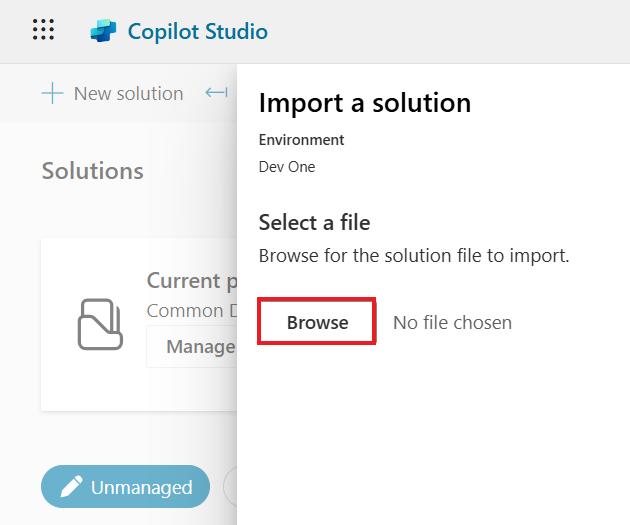 Copilot Studio
New solution
Solutions
Current p
Common D
Manage
Unmanaged
Import a solution
Environment
Dev One
Select a file
Browse for the solution file to import.
Browse No file chosen